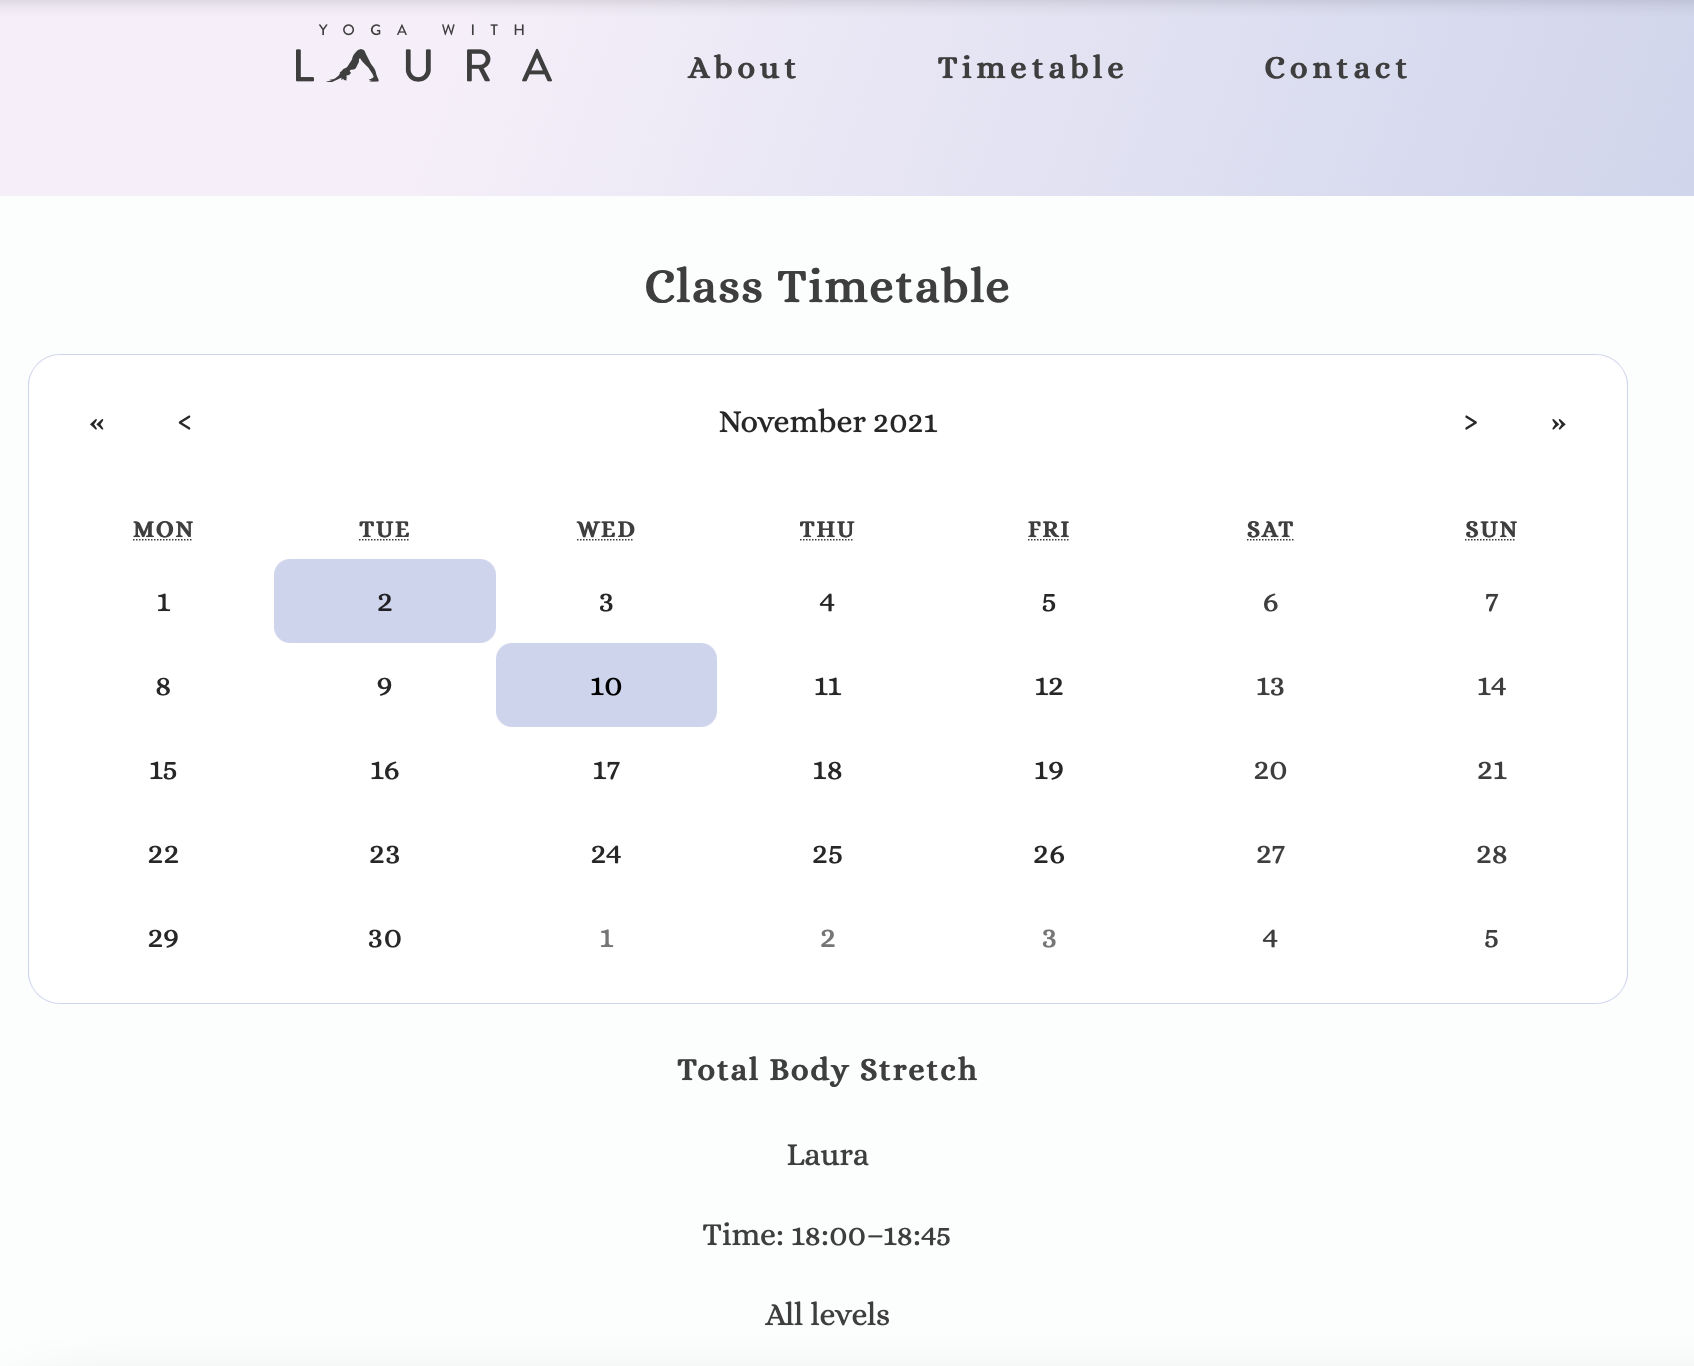 YOGA WITH
LAURA
About Timetable Contact
Class Timetable
« < November 2021 > »
MON TUE WED THU FRI SAT SUN
1 2 3 4 5 6 7
8 9 10 11 12 13 14
15 16 17 18 19 20 21
22 23 24 25 26 27 28
29 30 1 2 3 4 5
Total Body Stretch
Laura
Time: 18:00–18:45
All levels